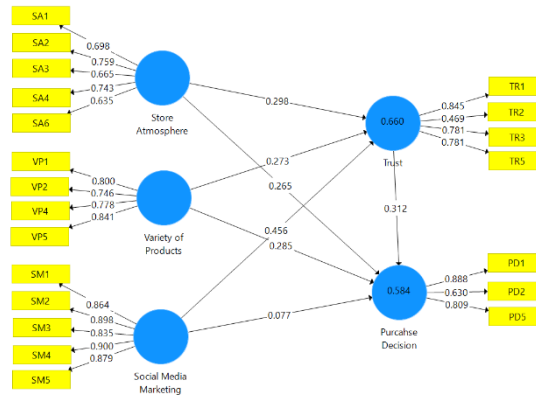 SA1
SA2
SA3
SA4
SA6
0.698
0.759
0.665
0.743
0.635
Store
Atmosphere
VP1
VP2
VP4
VP5
0.800
0.746
0.778
0.841
Variety of
Products
SM1
SM2
SM3
SM4
SM5
0.864
0.898
0.835
0.900
0.879
Social Media
Marketing
0.298
0.273
0.265
0.456
0.285
0.077
0.312
0.660
Trust
0.845
0.469
0.781
0.781
TR1
TR2
TR3
TR5
0.584
Purcahse
Decision
0.888
0.630
0.809
PD1
PD2
PD5